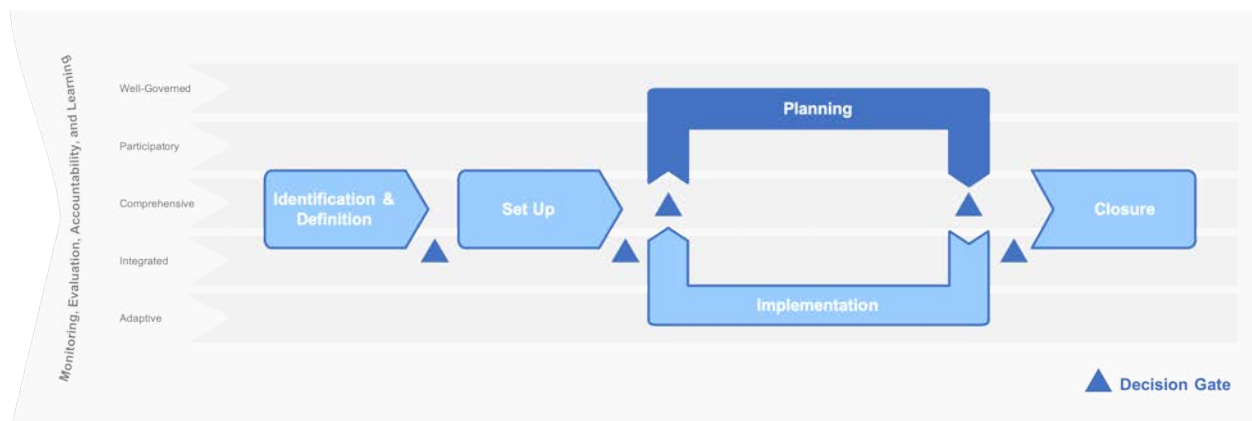 Monitoring, Evaluation, Accountability, and Learning
Well-Governed
Participatory
Comprehensive
Integrated
Adaptive
Identification &
Definition
Set Up
Planning
Implementation
Closure
Decision Gate